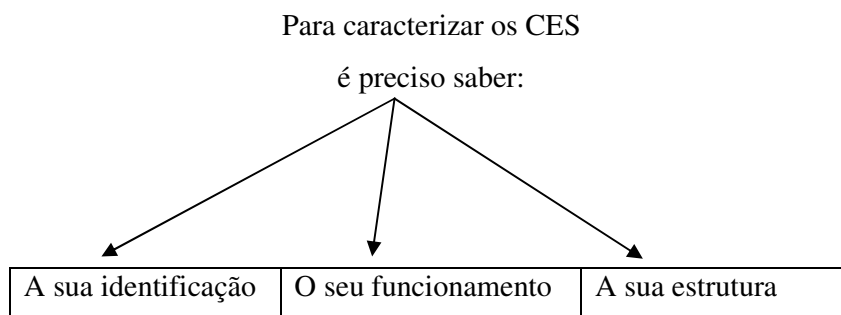 Para caracterizar os CES
é preciso saber:
A sua identificação
O seu funcionamento
A sua estrutura